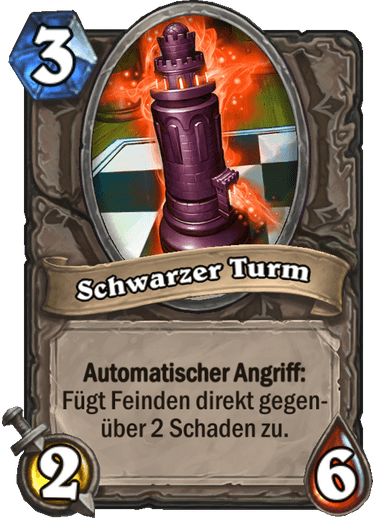 3
Schwarzer Turm
Automatischer Angriff:
Fügt Feinden direkt gegen-
über 2 Schaden zu.
2
6